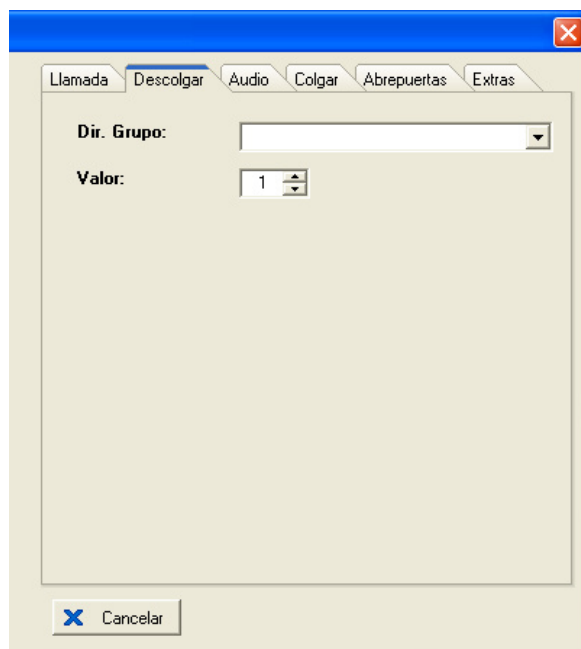 Llamada Descolgar Audio Colgar Abrepuertas Extras
Dir. Grupo:
Valor: 1
Cancelar